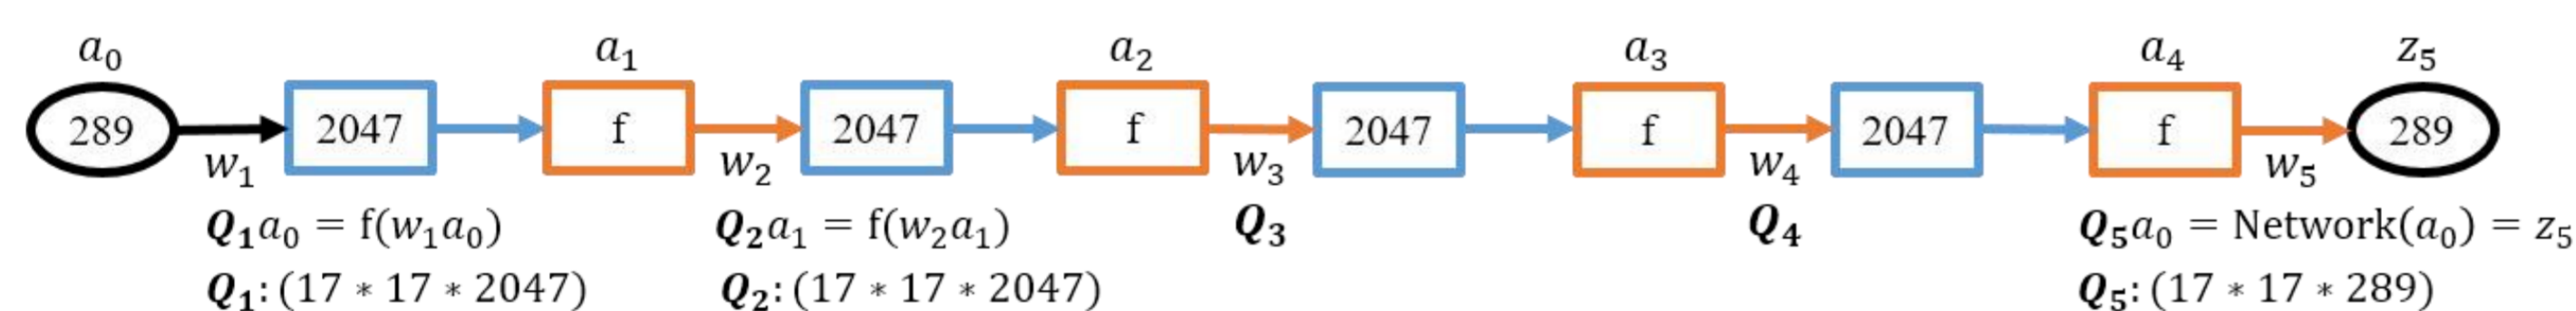 a₀ a₁ a₂ a₃ a₄ z₅
289 2047 f 2047 f 2047 f 2047 f 289
w₁ w₂ w₃ w₄ w₅
Q₁a₀ = f(w₁a₀) Q₂a₁ = f(w₂a₁) Q₃ Q₄ Q₅a₀ = Network(a₀) = z₅
Q₁: (17 * 17 * 2047) Q₂: (17 * 17 * 2047) Q₅: (17 * 17 * 289)